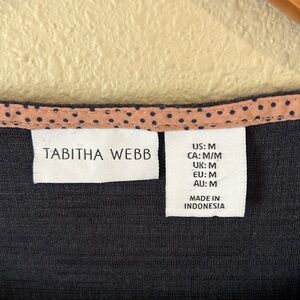 TABITHA WEBB
US: M
CA: M/M
UK: M
EU: M
AU: M
MADE IN
INDONESIA